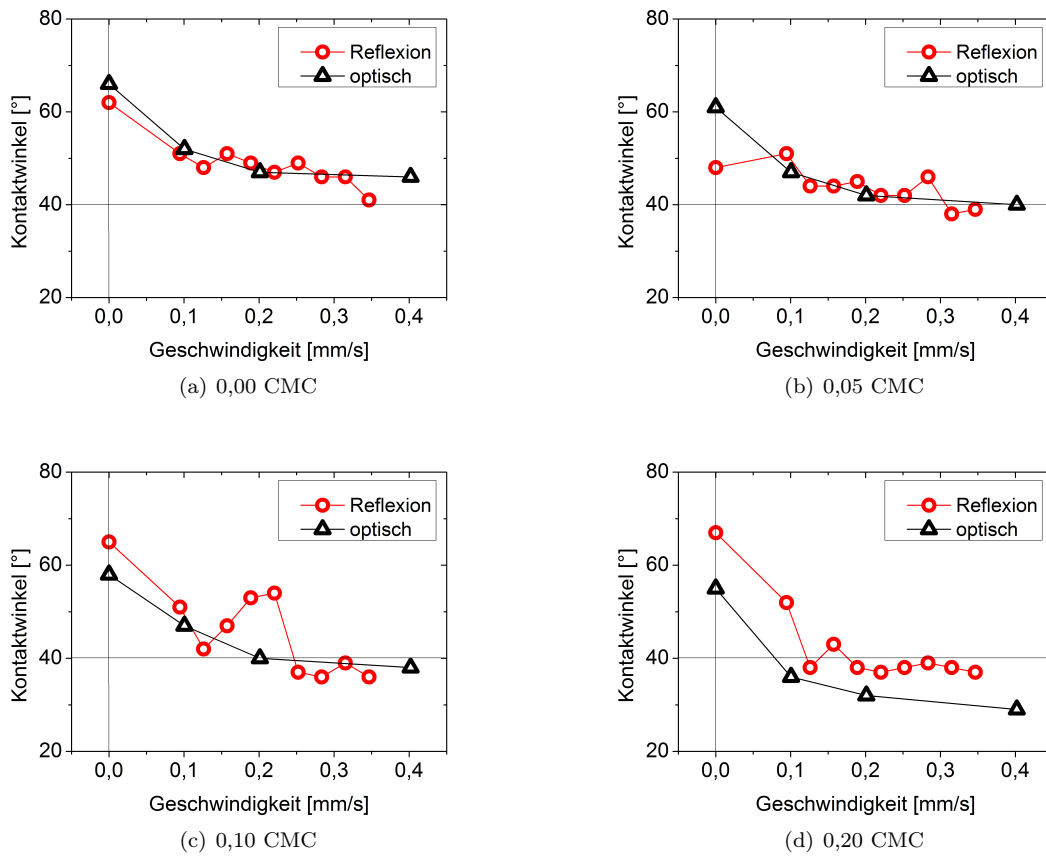 80
60
40
20
Kontaktwinkel [°]
Reflexion
optisch
0,0 0,1 0,2 0,3 0,4
Geschwindigkeit [mm/s]
(a) 0,00 CMC
80
60
40
20
Kontaktwinkel [°]
Reflexion
optisch
0,0 0,1 0,2 0,3 0,4
Geschwindigkeit [mm/s]
(b) 0,05 CMC
80
60
40
20
Kontaktwinkel [°]
Reflexion
optisch
0,0 0,1 0,2 0,3 0,4
Geschwindigkeit [mm/s]
(c) 0,10 CMC
80
60
40
20
Kontaktwinkel [°]
Reflexion
optisch
0,0 0,1 0,2 0,3 0,4
Geschwindigkeit [mm/s]
(d) 0,20 CMC